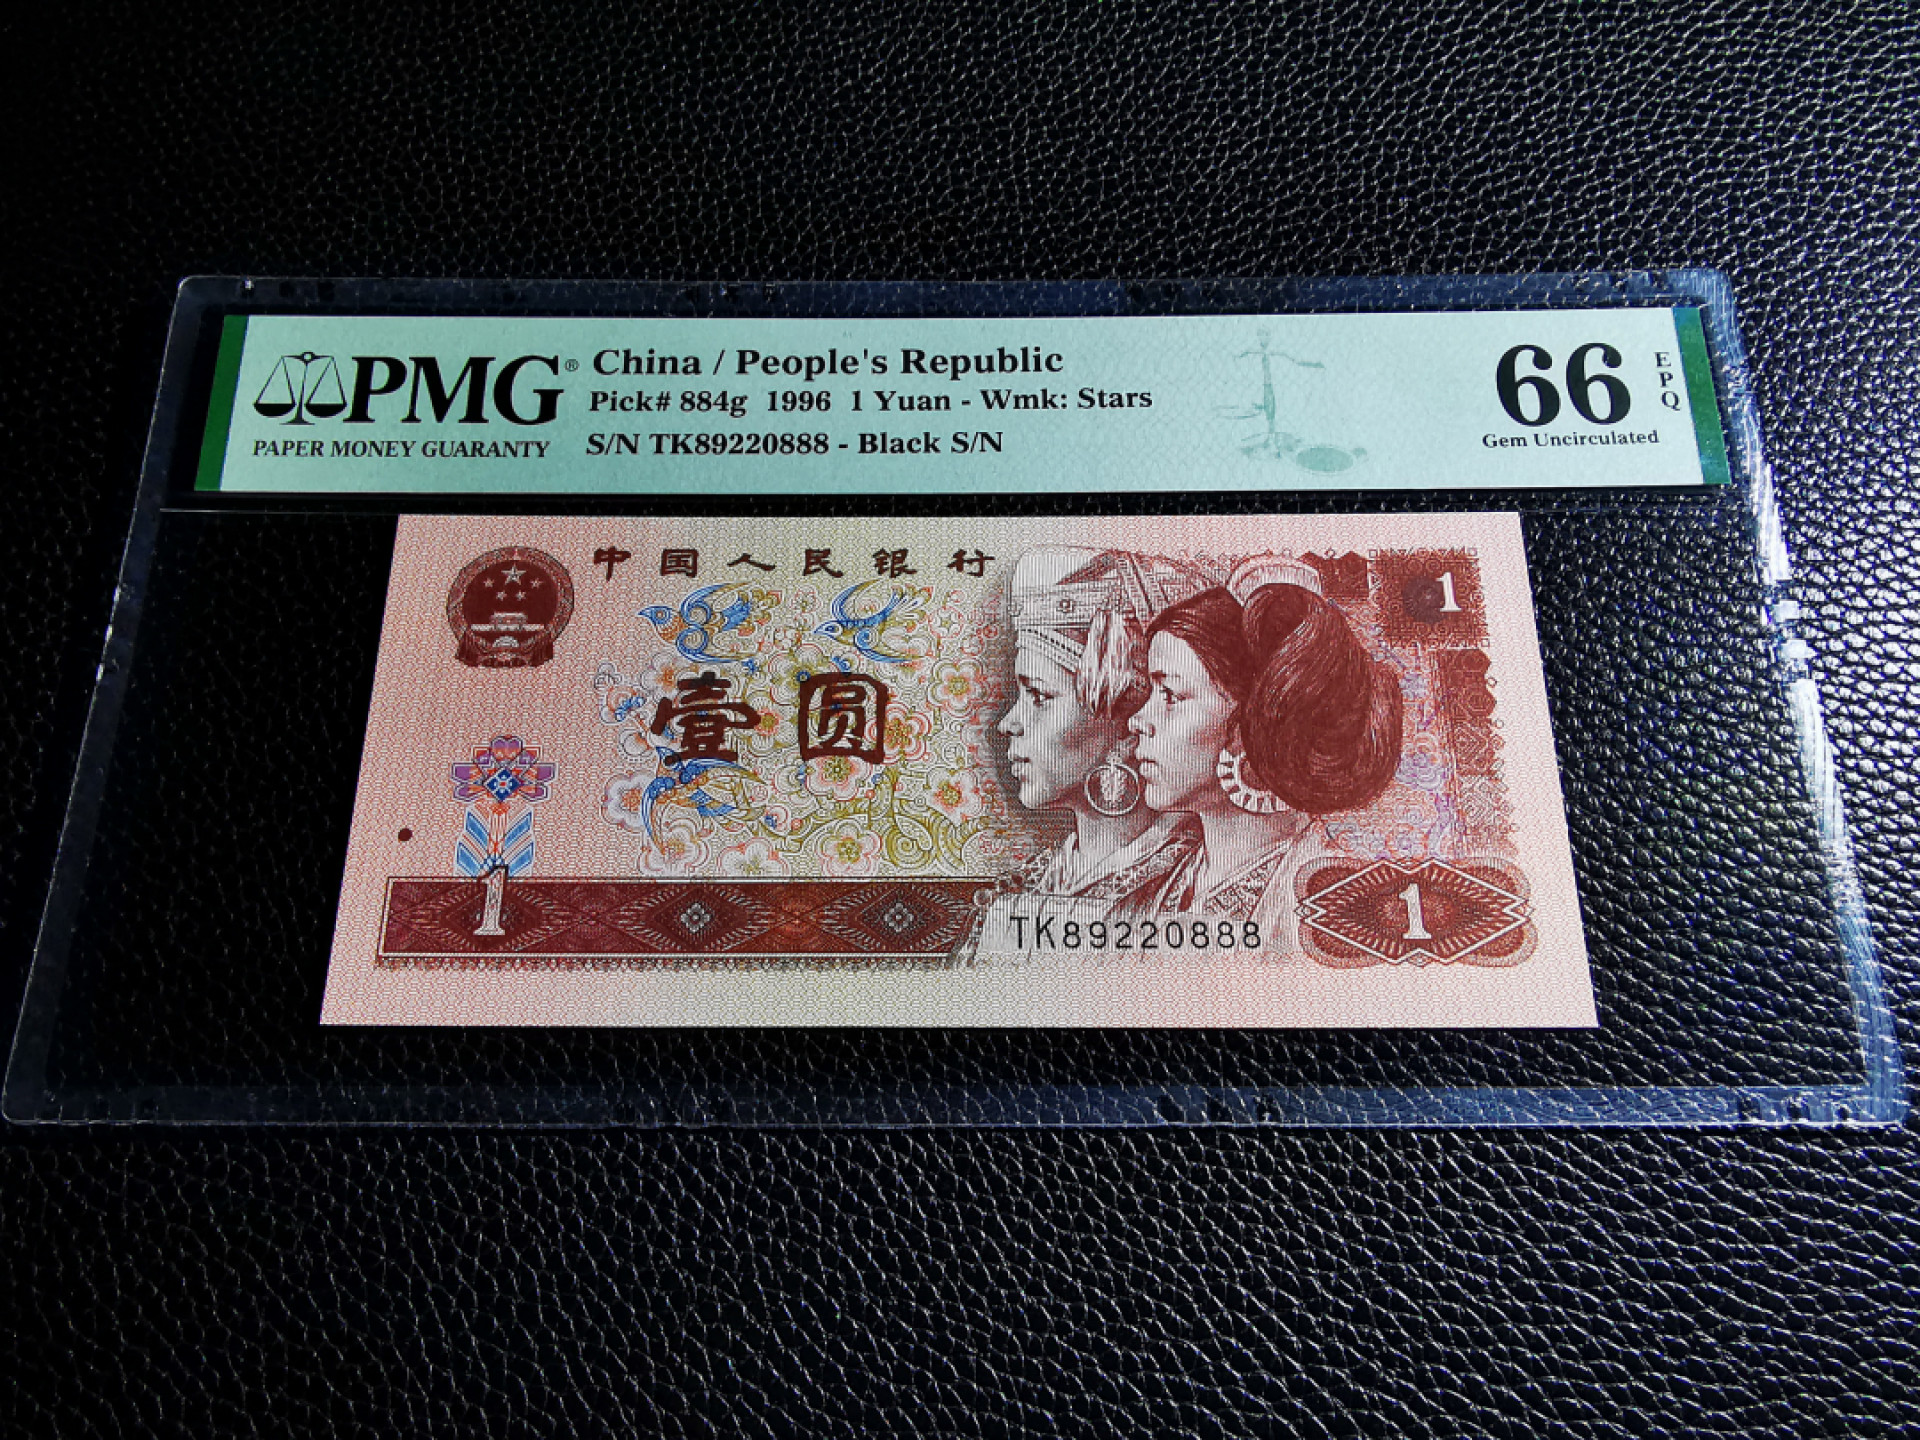 PMG®
PAPER MONEY GUARANTY
China / People's Republic
Pick# 884g 1996 1 Yuan - Wmk: Stars
S/N TK89220888 - Black S/N
66
EPQ
Gem Uncirculated
中国人民银行
1
壹圆
1
TK89220888
1